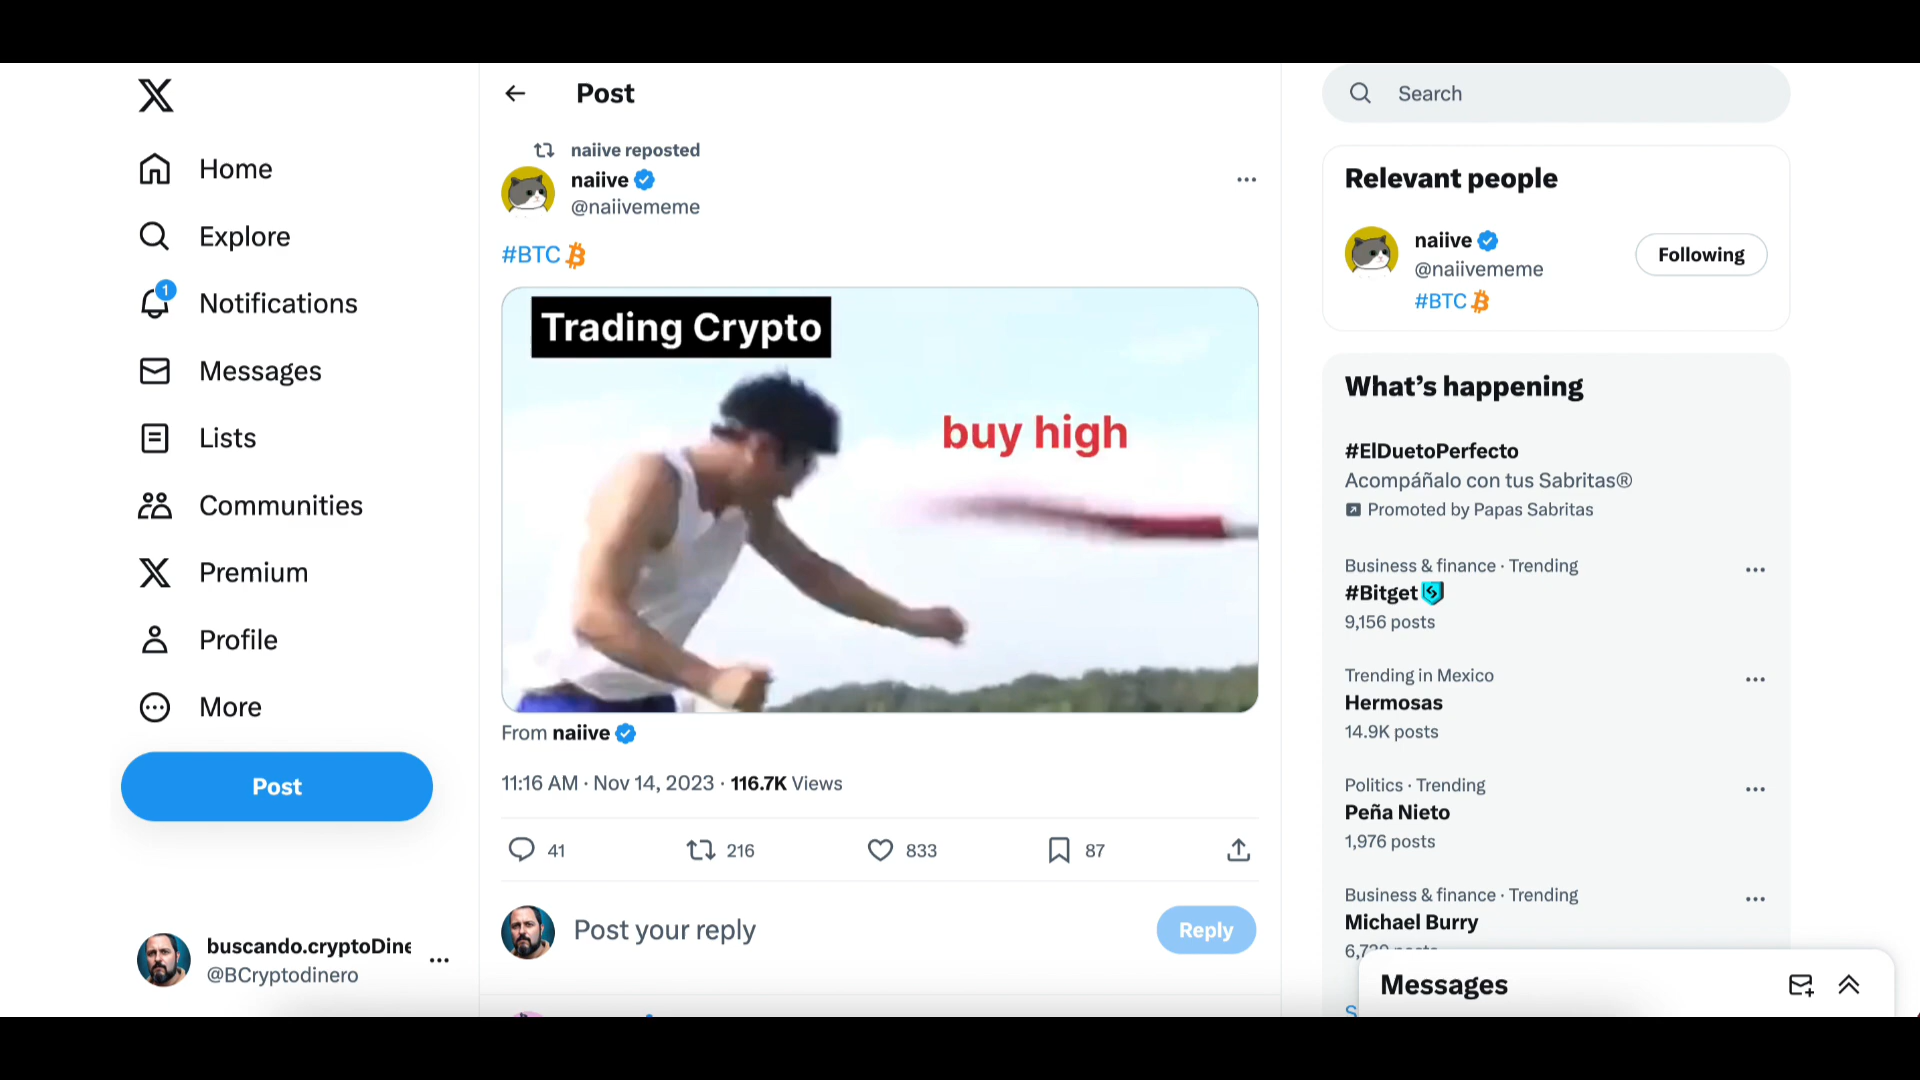 Home
Explore
1
Notifications
Messages
Lists
Communities
Premium
Profile
More
Post
buscando.cryptoDine
@BCryptodinero
Post
naiive reposted
naiive
@naiivememe
#BTC
Trading Crypto
buy high
From naiive
11:16 AM · Nov 14, 2023 · 116.7K Views
41
216
833
87
Post your reply
Reply
Search
Relevant people
naiive
@naiivememe
#BTC
Following
What's happening
#ElDuetoPerfecto
Acompáñalo con tus Sabritas®
Promoted by Papas Sabritas
Business & finance · Trending
#Bitget
9,156 posts
Trending in Mexico
Hermosas
14.9K posts
Politics · Trending
Peña Nieto
1,976 posts
Business & finance · Trending
Michael Burry
Messages